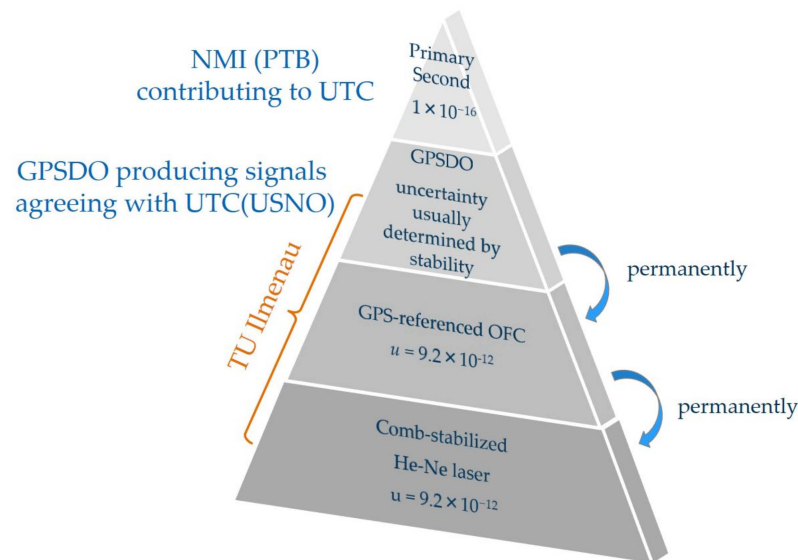 NMI (PTB)
contributing to UTC
Primary
Second
1 × 10⁻¹⁶
GPSDO producing signals
agreeing with UTC(USNO)
GPSDO
uncertainty
usually
determined by
stability
permanently
TU Ilmenau
GPS-referenced OFC
u = 9.2 × 10⁻¹²
permanently
Comb-stabilized
He-Ne laser
u = 9.2 × 10⁻¹²